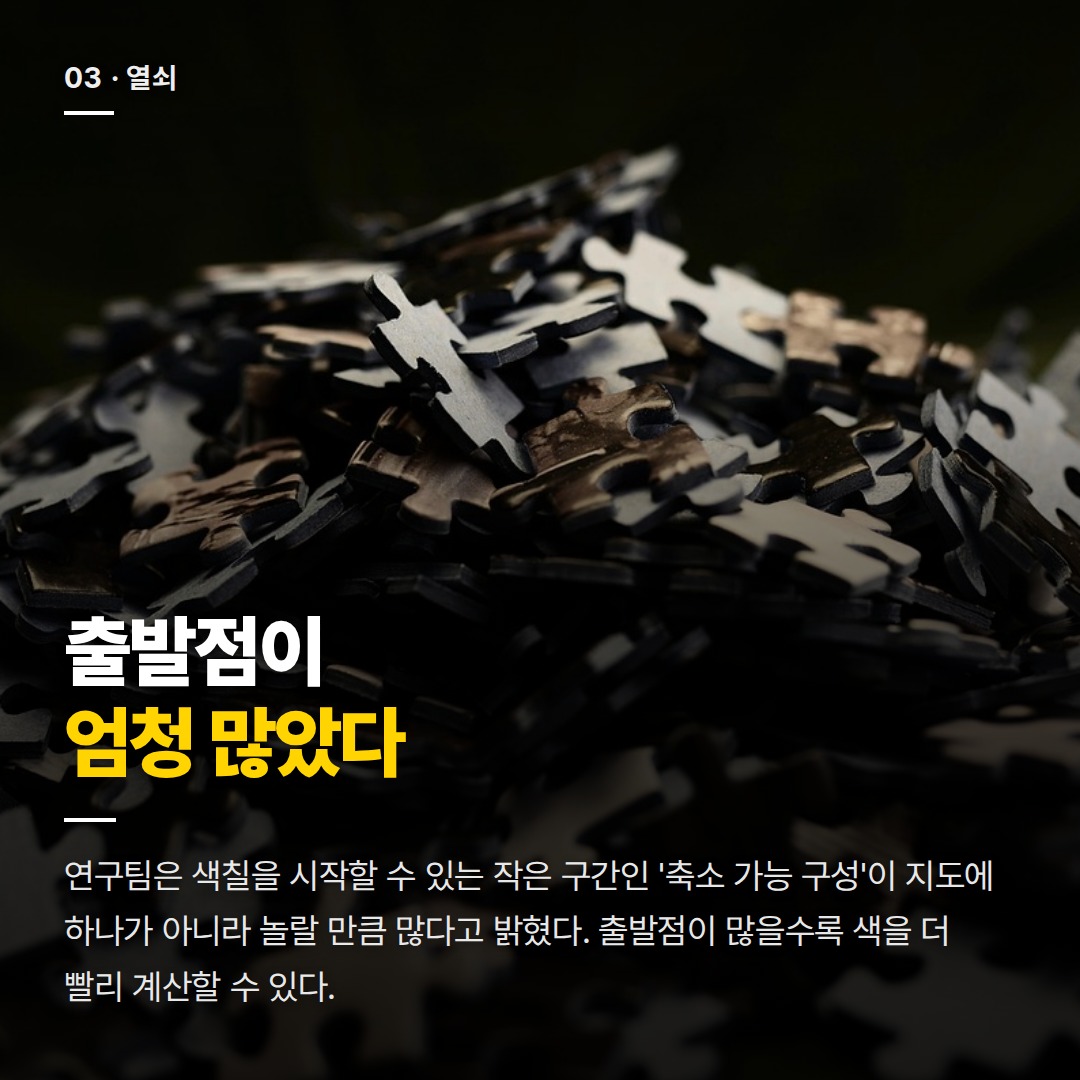 03 · 열쇠
출발점이
엄청 많았다
연구팀은 색칠을 시작할 수 있는 작은 구간인 '축소 가능 구성'이 지도에
하나가 아니라 놀랄 만큼 많다고 밝혔다. 출발점이 많을수록 색을 더
빨리 계산할 수 있다.